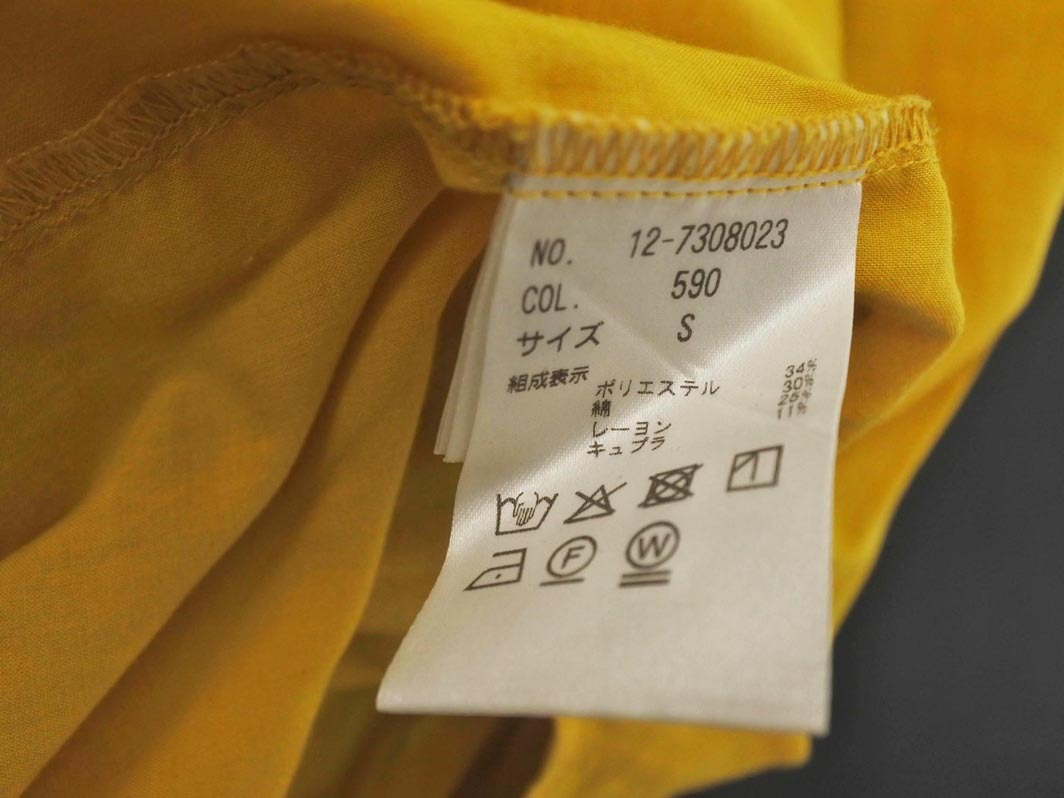 NO. 12-7308023
COL. 590
サイズ S
組成表示 ポリエステル 34%
綿 30%
レーヨン 25%
キュプラ 11%
F W